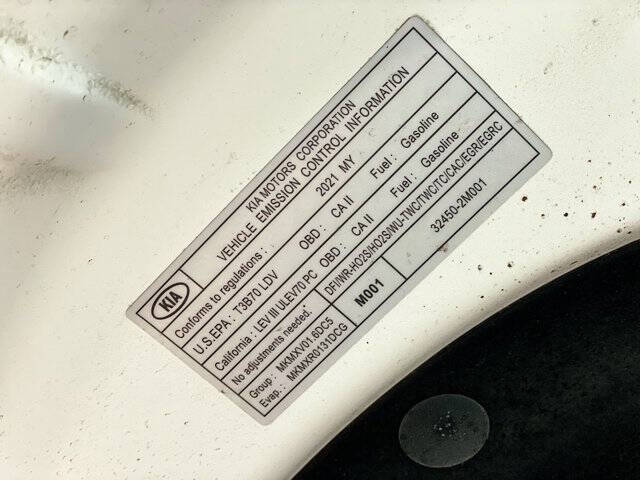 KIA
KIA MOTORS CORPORATION
VEHICLE EMISSION CONTROL INFORMATION
Conforms to regulations : 2021 MY
U.S.EPA : T3B70 LDV OBD : CA II Fuel : Gasoline
California : LEV III ULEV70 PC OBD : CA II Fuel : Gasoline
No adjustments needed. DFI/WR-HO2S/HO2S/WU-TWC/TWC/TC/CAC/EGR/EGRC
Group : MKMXV01.6DC5
Evap. : MKMXR0131DCG
M001
32450-2M001